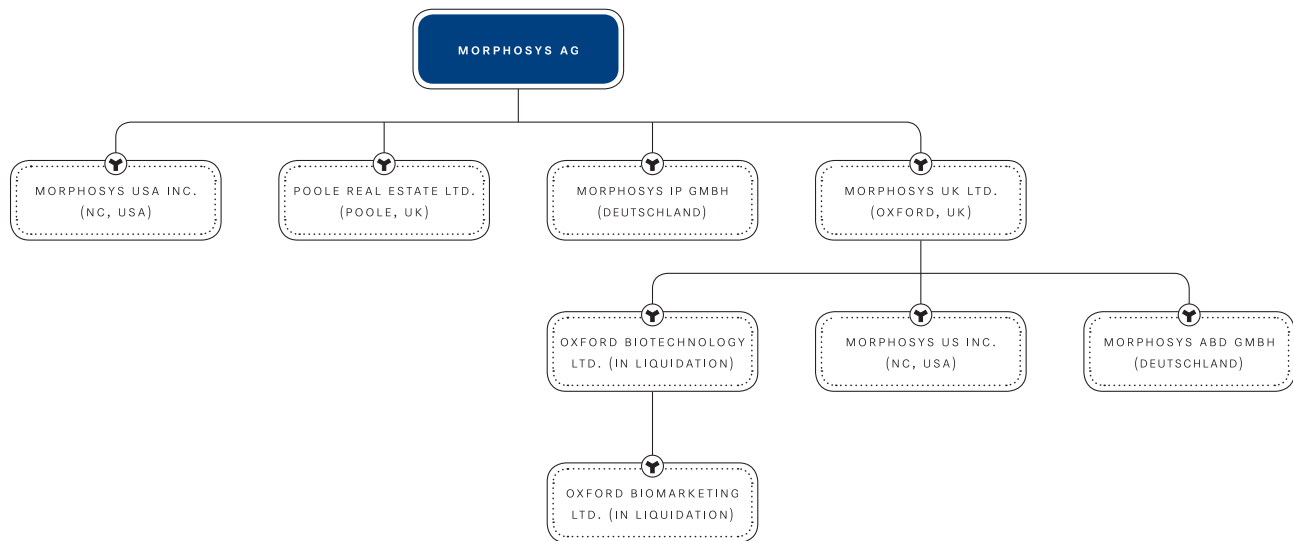 MORPHOSYS AG
MORPHOSYS USA INC.
(NC, USA)
POOLE REAL ESTATE LTD.
(POOLE, UK)
MORPHOSYS IP GMBH
(DEUTSCHLAND)
MORPHOSYS UK LTD.
(OXFORD, UK)
OXFORD BIOTECHNOLOGY
LTD. (IN LIQUIDATION)
MORPHOSYS US INC.
(NC, USA)
MORPHOSYS ABD GMBH
(DEUTSCHLAND)
OXFORD BIOMARKETING
LTD. (IN LIQUIDATION)